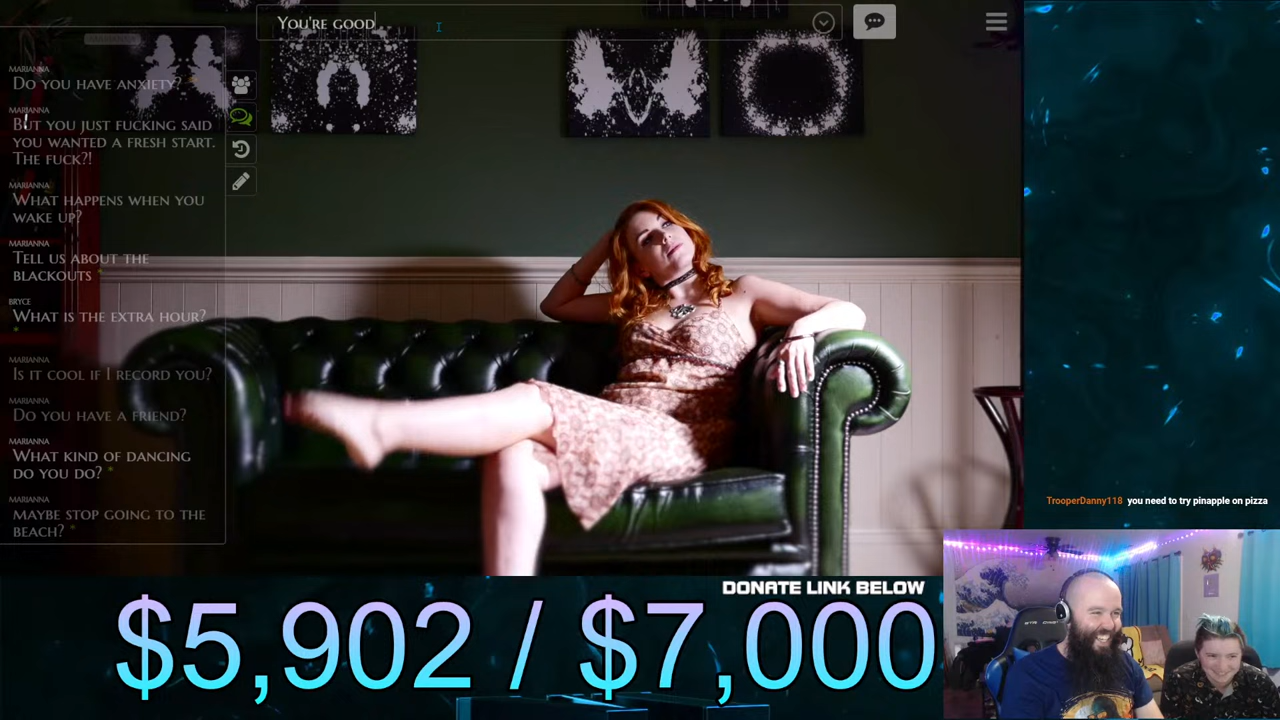 You're good
MARIANNA
Do you have anxiety? *
MARIANNA
But you just fucking said
you wanted a fresh start.
The fuck?!
MARIANNA
What happens when you
wake up?
MARIANNA
Tell us about the
blackouts *
BRYCE
What is the extra hour?
*
MARIANNA
Is it cool if I record you?
MARIANNA
Do you have a friend?
MARIANNA
What kind of dancing
do you do? *
MARIANNA
maybe stop going to the
beach? *
TrooperDanny118 you need to try pinapple on pizza
DONATE LINK BELOW
$5,902 / $7,000